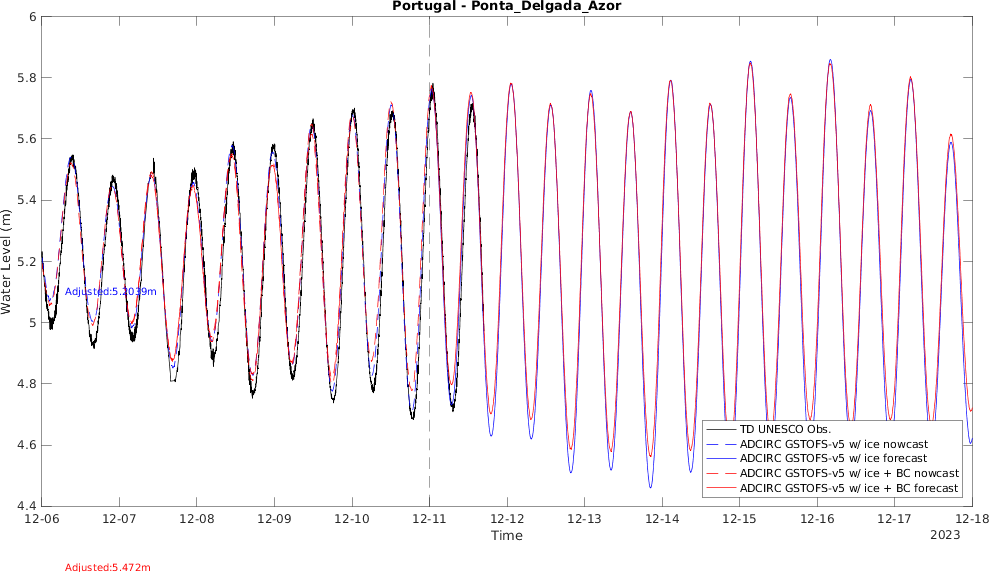 Portugal - Ponta_Delgada_Azor
6
5.8
5.6
5.4
5.2
5
4.8
4.6
4.4
Water Level (m)
Adjusted:5.2039m
TD UNESCO Obs.
ADCIRC GSTOFS-v5 w/ ice nowcast
ADCIRC GSTOFS-v5 w/ ice forecast
ADCIRC GSTOFS-v5 w/ ice + BC nowcast
ADCIRC GSTOFS-v5 w/ ice + BC forecast
12-06 12-07 12-08 12-09 12-10 12-11 12-12 12-13 12-14 12-15 12-16 12-17 12-18
Time
2023
Adjusted:5.472m